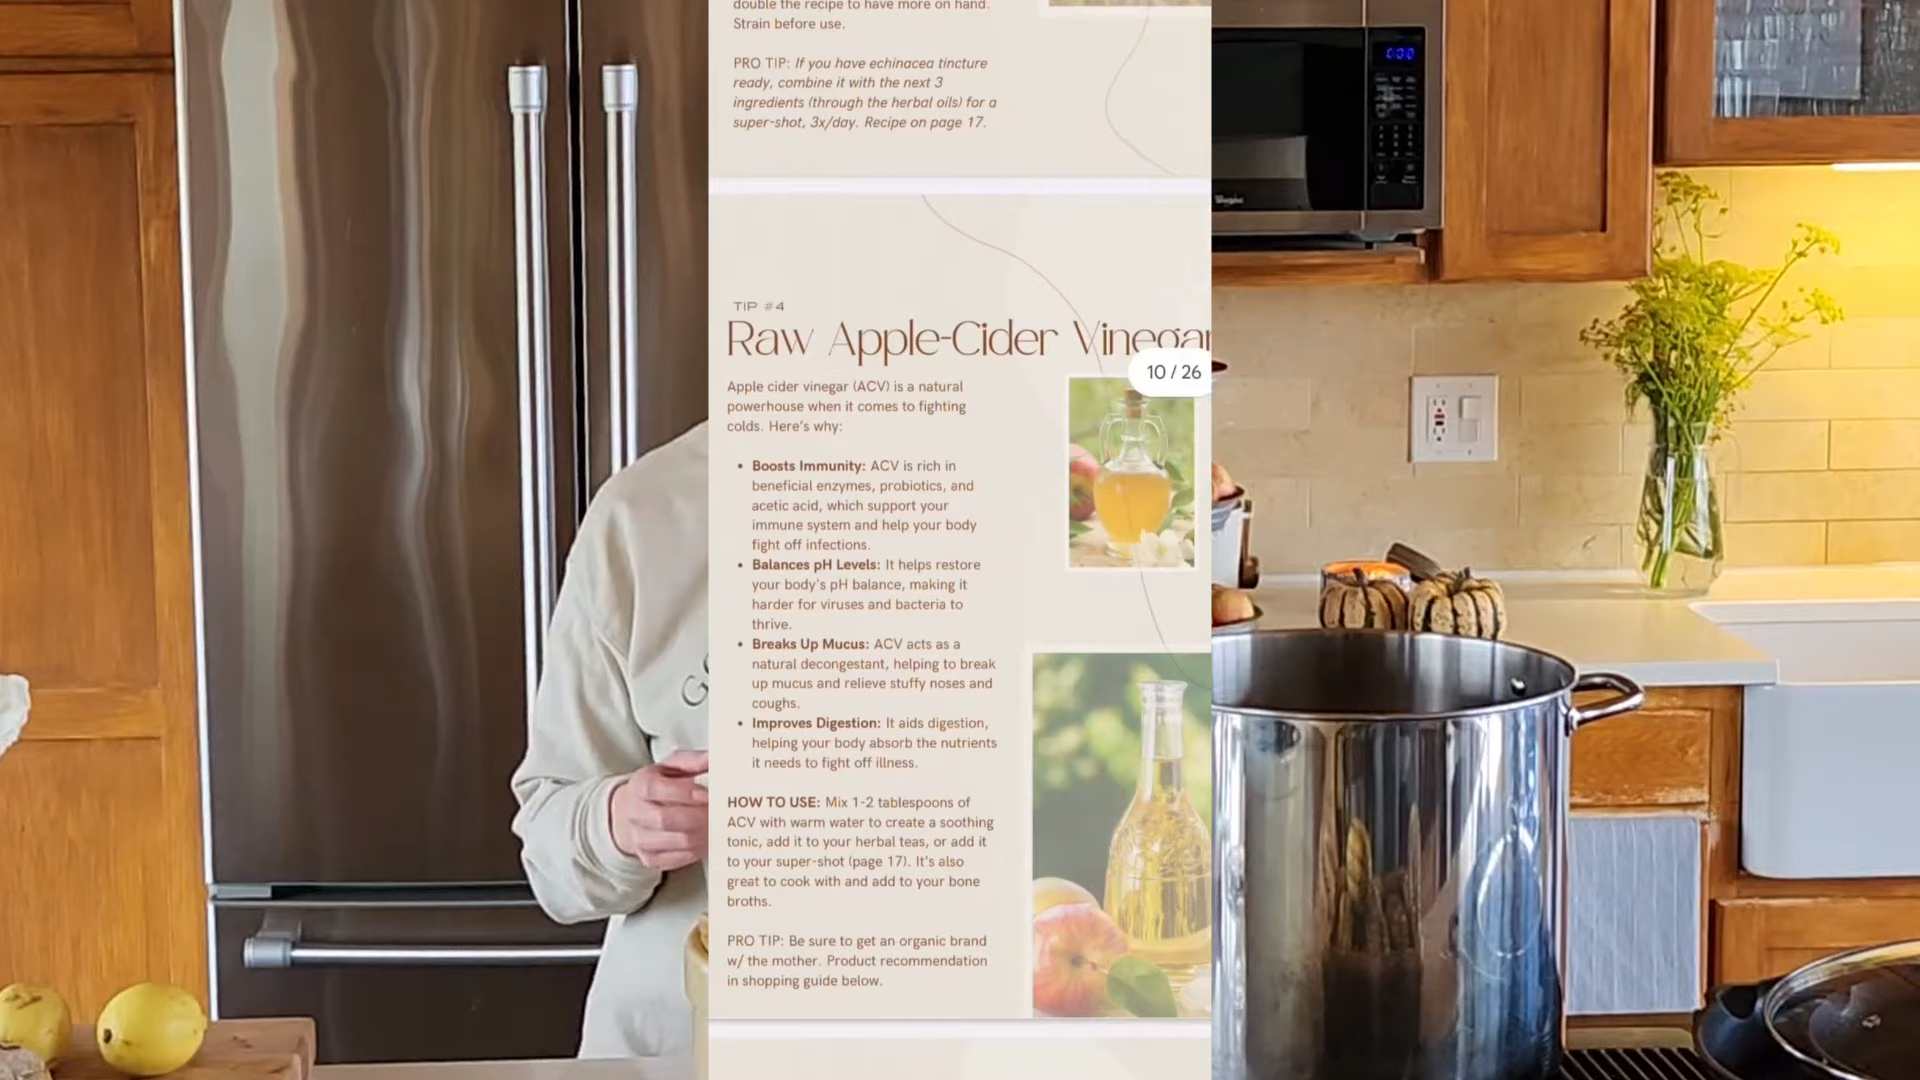 double the recipe to have more on hand.
Strain before use.
PRO TIP: If you have echinacea tincture
ready, combine it with the next 3
ingredients (through the herbal oils) for a
super-shot, 3x/day. Recipe on page 17.
TIP #4
Raw Apple-Cider Vinegar
10 / 26
Apple cider vinegar (ACV) is a natural
powerhouse when it comes to fighting
colds. Here's why:
• Boosts Immunity: ACV is rich in
beneficial enzymes, probiotics, and
acetic acid, which support your
immune system and help your body
fight off infections.
• Balances pH Levels: It helps restore
your body's pH balance, making it
harder for viruses and bacteria to
thrive.
• Breaks Up Mucus: ACV acts as a
natural decongestant, helping to break
up mucus and relieve stuffy noses and
coughs.
• Improves Digestion: It aids digestion,
helping your body absorb the nutrients
it needs to fight off illness.
HOW TO USE: Mix 1-2 tablespoons of
ACV with warm water to create a soothing
tonic, add it to your herbal teas, or add it
to your super-shot (page 17). It's also
great to cook with and add to your bone
broths.
PRO TIP: Be sure to get an organic brand
w/ the mother. Product recommendation
in shopping guide below.
Whirlpool